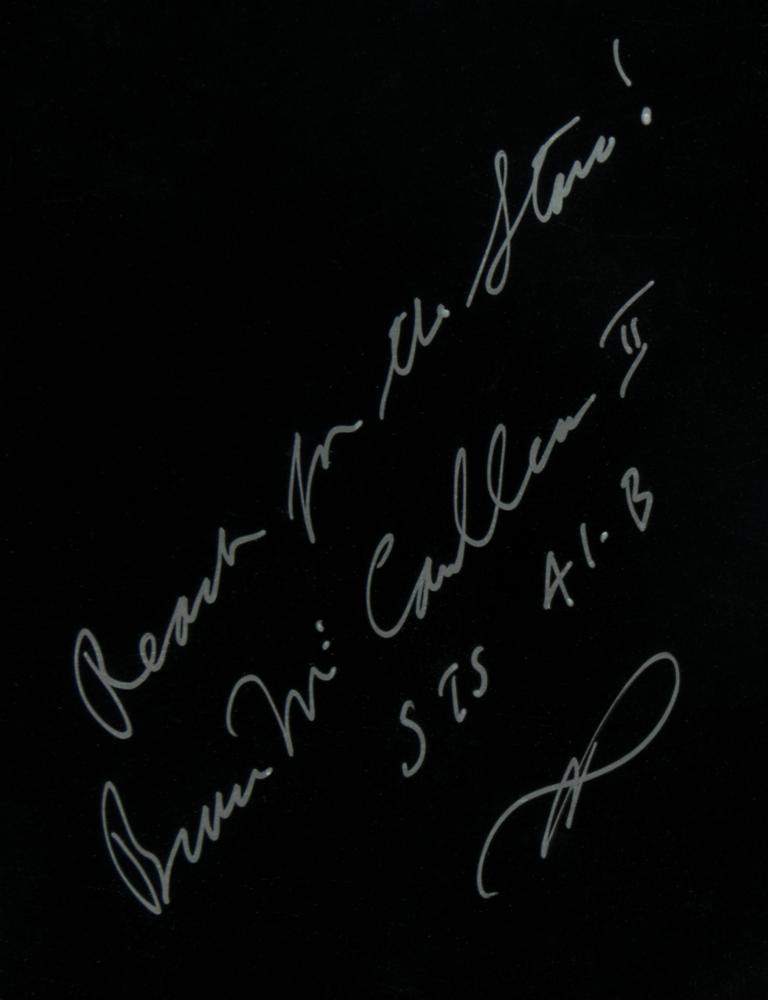 Reach for the Stars!
Bruce McCandless II
STS 41-B